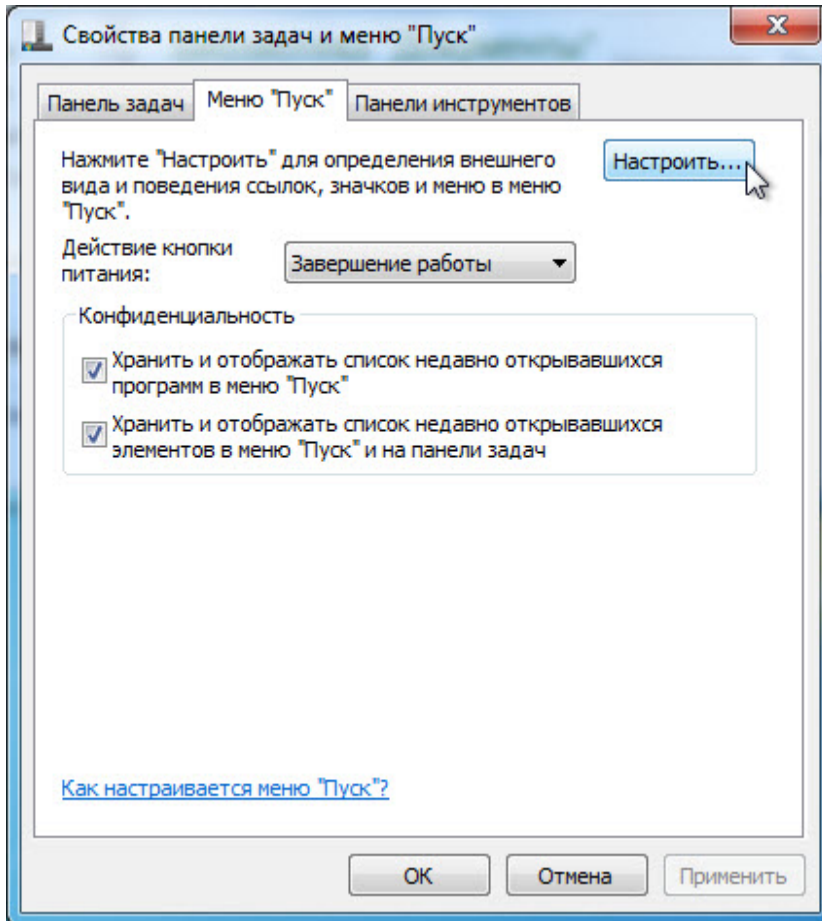 Свойства панели задач и меню "Пуск"
Панель задач Меню "Пуск" Панели инструментов
Нажмите "Настроить" для определения внешнего
вида и поведения ссылок, значков и меню в меню
"Пуск".
Настроить...
Действие кнопки
питания:
Завершение работы
Конфиденциальность
Хранить и отображать список недавно открывавшихся
программ в меню "Пуск"
Хранить и отображать список недавно открывавшихся
элементов в меню "Пуск" и на панели задач
Как настраивается меню "Пуск"?
ОК Отмена Применить